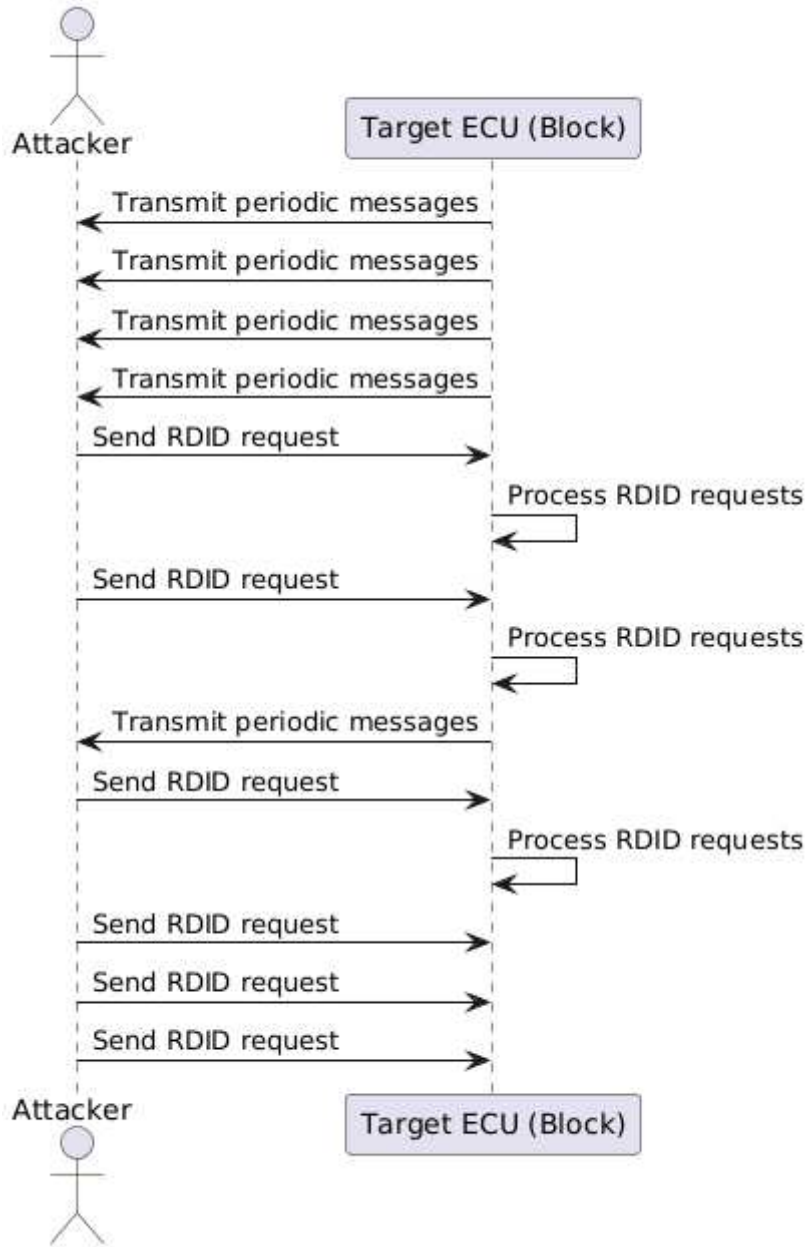 Attacker
Target ECU (Block)
Transmit periodic messages
Transmit periodic messages
Transmit periodic messages
Transmit periodic messages
Send RDID request
Process RDID requests
Send RDID request
Process RDID requests
Transmit periodic messages
Send RDID request
Process RDID requests
Send RDID request
Send RDID request
Send RDID request
Attacker
Target ECU (Block)